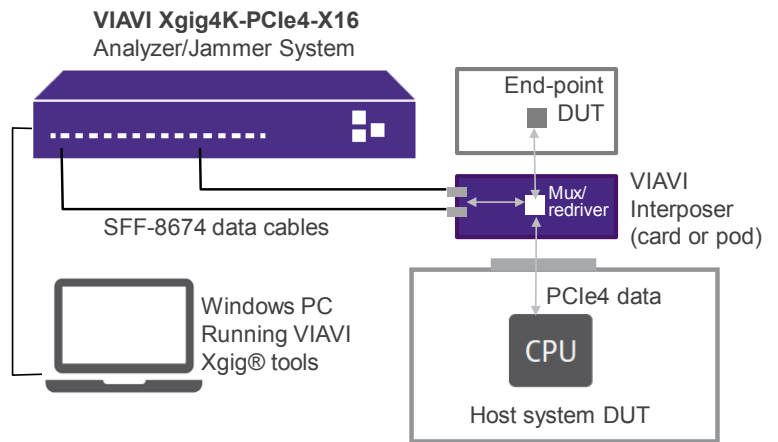 VIAVI Xgig4K-PCIe4-X16
Analyzer/Jammer System
End-point
DUT
Mux/
redriver
VIAVI
Interposer
(card or pod)
SFF-8674 data cables
PCIe4 data
Windows PC
Running VIAVI
Xgig® tools
CPU
Host system DUT